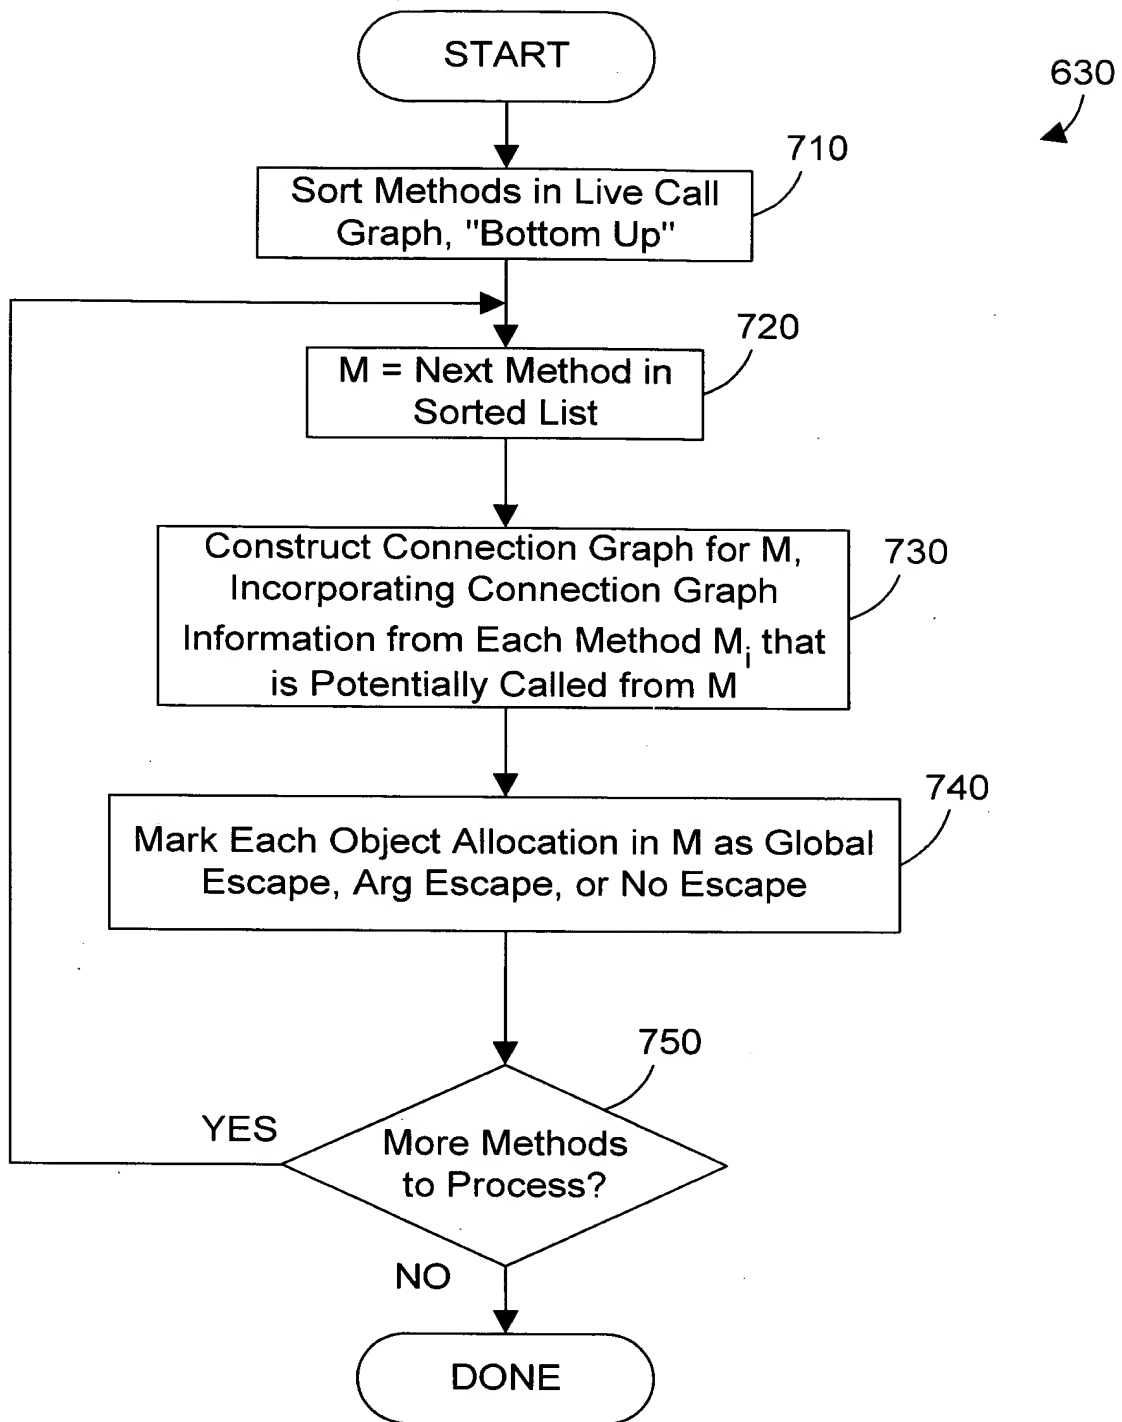 START
630
710
Sort Methods in Live Call
Graph, "Bottom Up"
720
M = Next Method in
Sorted List
730
Construct Connection Graph for M,
Incorporating Connection Graph
Information from Each Method Mi that
is Potentially Called from M
740
Mark Each Object Allocation in M as Global
Escape, Arg Escape, or No Escape
750
YES
More Methods
to Process?
NO
DONE